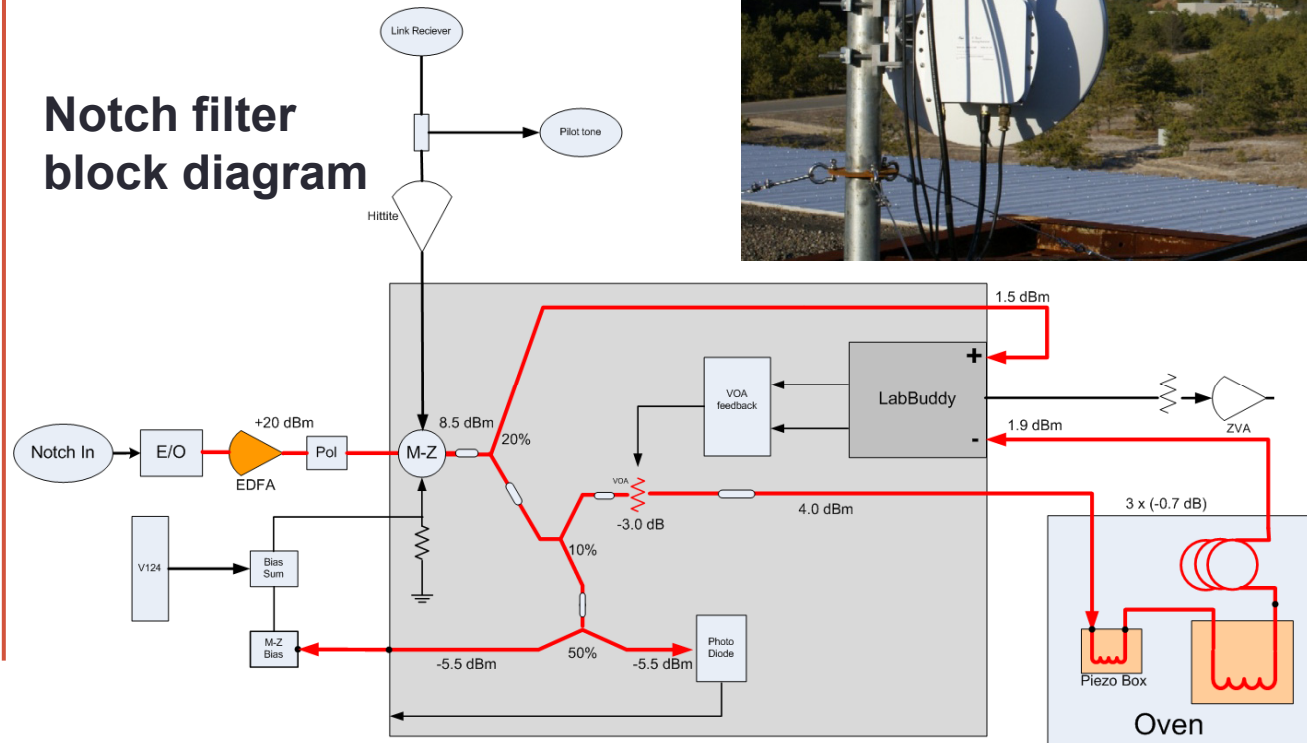 Notch filter
block diagram
Link Reciever
Pilot tone
Hittite
1.5 dBm
+
VOA
feedback
LabBuddy
ZVA
8.5 dBm
20%
+20 dBm
Notch In
E/O
EDFA
Pol
M-Z
1.9 dBm
-
VOA
-3.0 dB
4.0 dBm
3 x (-0.7 dB)
10%
V124
Bias
Sum
M-Z
Bias
-5.5 dBm
50%
-5.5 dBm
Photo
Diode
Piezo Box
Oven